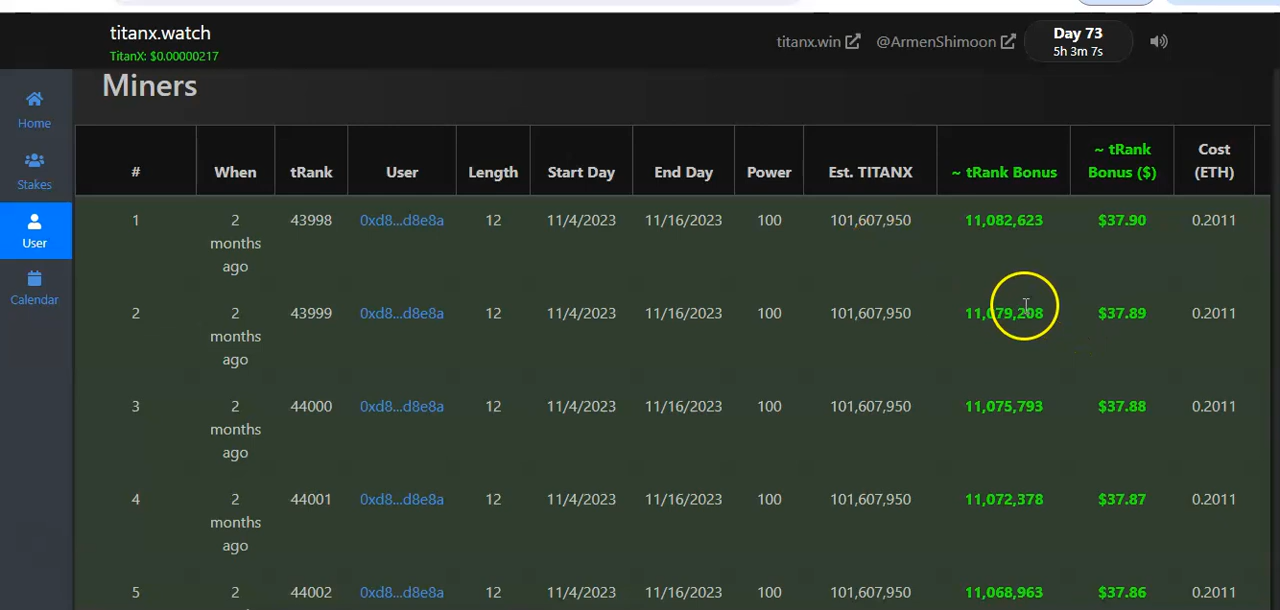 titanx.watch
TitanX: $0.00000217
titanx.win
@ArmenShimoon
Day 73
5h 3m 7s
Home
Stakes
User
Calendar
Miners
# When tRank User Length Start Day End Day Power Est. TITANX ~ tRank Bonus ~ tRank Bonus ($) Cost (ETH)
1 2 months ago 43998 0xd8...d8e8a 12 11/4/2023 11/16/2023 100 101,607,950 11,082,623 $37.90 0.2011
2 2 months ago 43999 0xd8...d8e8a 12 11/4/2023 11/16/2023 100 101,607,950 11,079,208 $37.89 0.2011
3 2 months ago 44000 0xd8...d8e8a 12 11/4/2023 11/16/2023 100 101,607,950 11,075,793 $37.88 0.2011
4 2 months ago 44001 0xd8...d8e8a 12 11/4/2023 11/16/2023 100 101,607,950 11,072,378 $37.87 0.2011
5 2 44002 0xd8...d8e8a 12 11/4/2023 11/16/2023 100 101,607,950 11,068,963 $37.86 0.2011